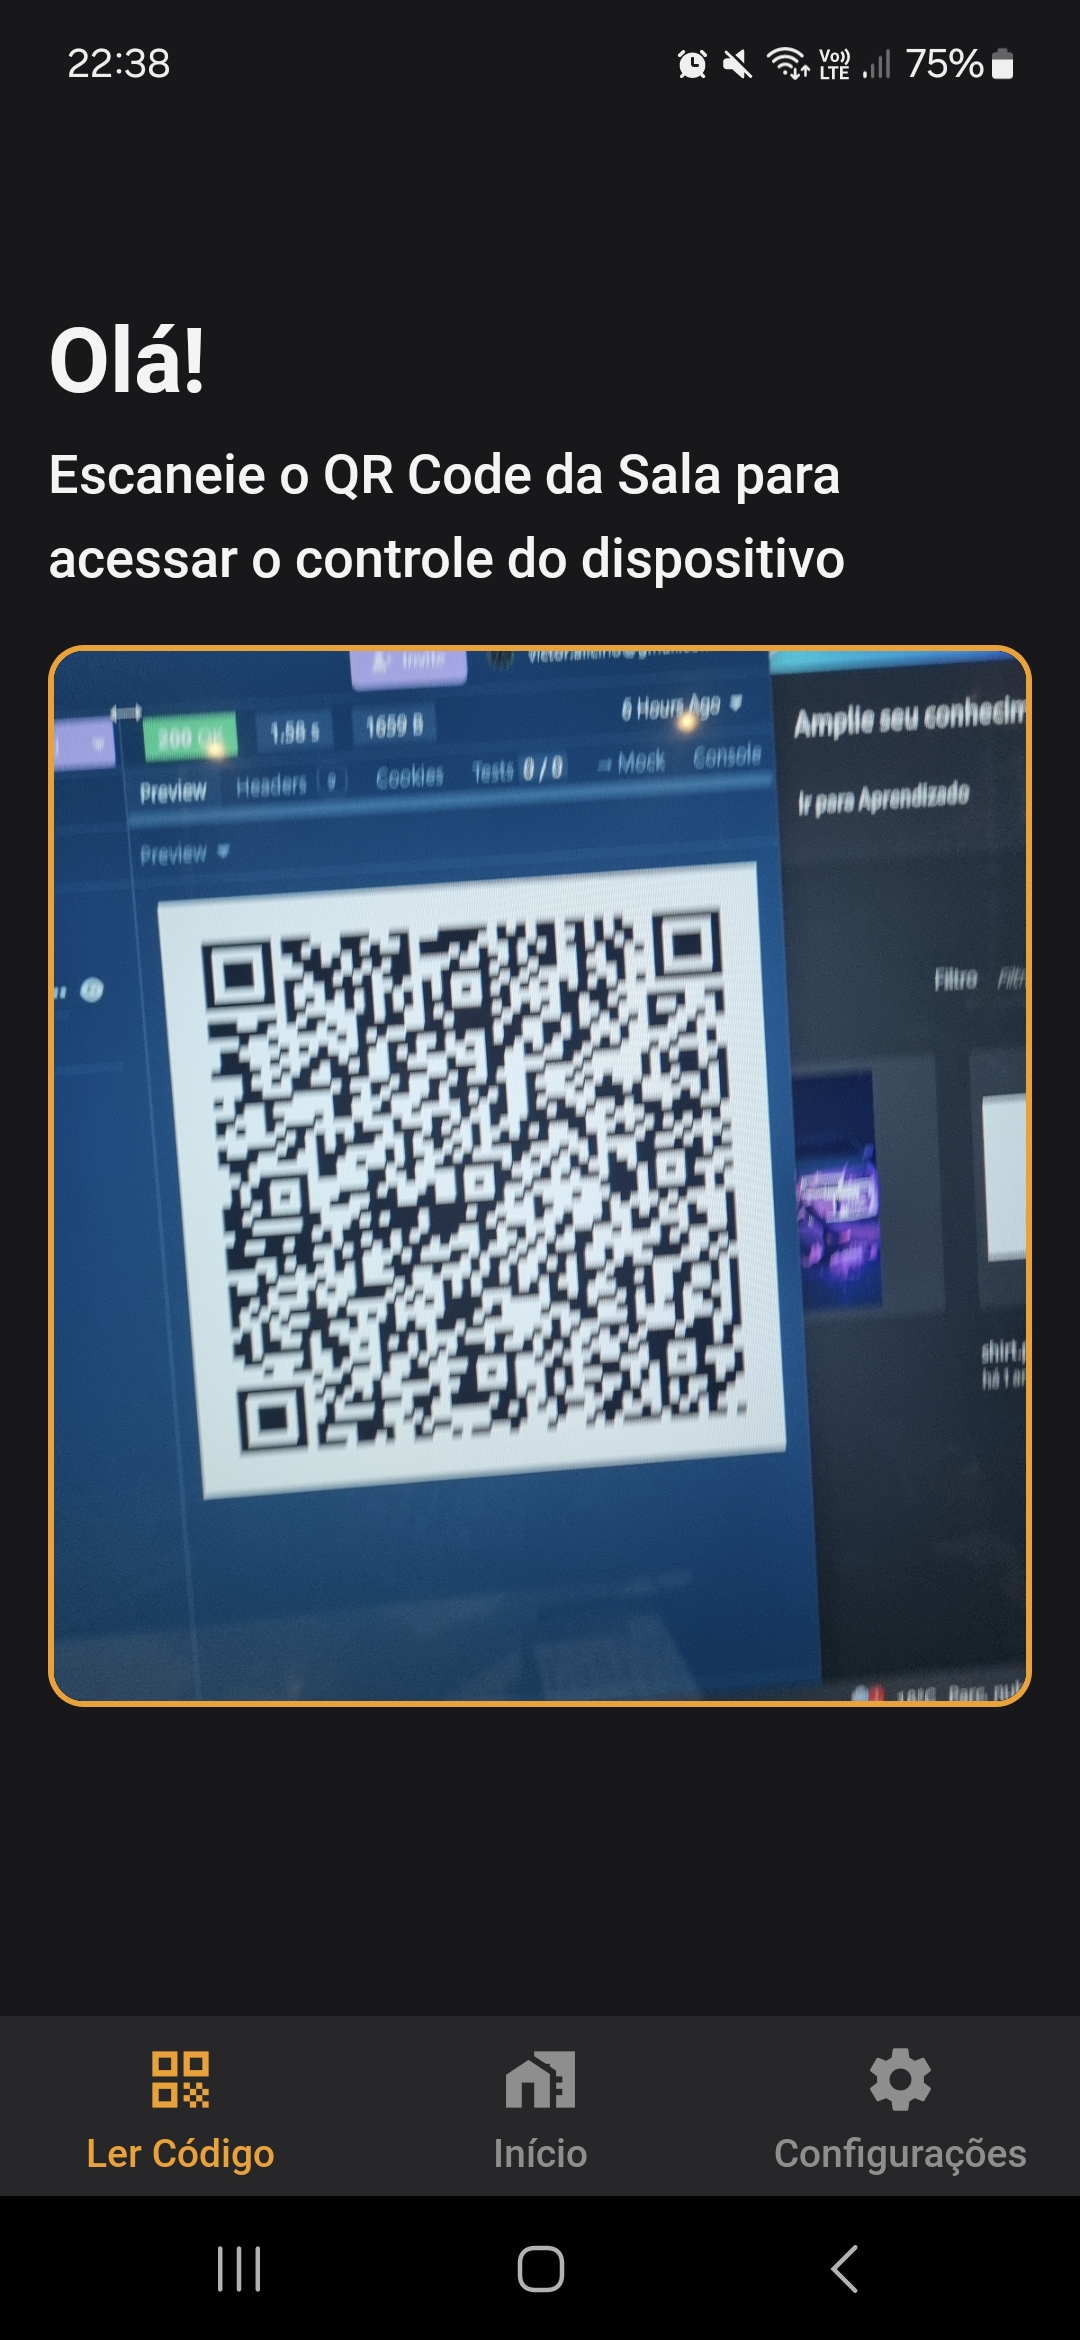 22:38
Vo)) LTE
75%
Olá!
Escaneie o QR Code da Sala para
acessar o controle do dispositivo
Invite
6 Hours Ago
200 OK
1.58 s
1659 B
Preview
Headers
9
Cookies
Tests
0 / 0
Mock
Console
Preview
Amplie seu conhecim
Ir para Aprendizado
Filtro
Ler Código
Início
Configurações